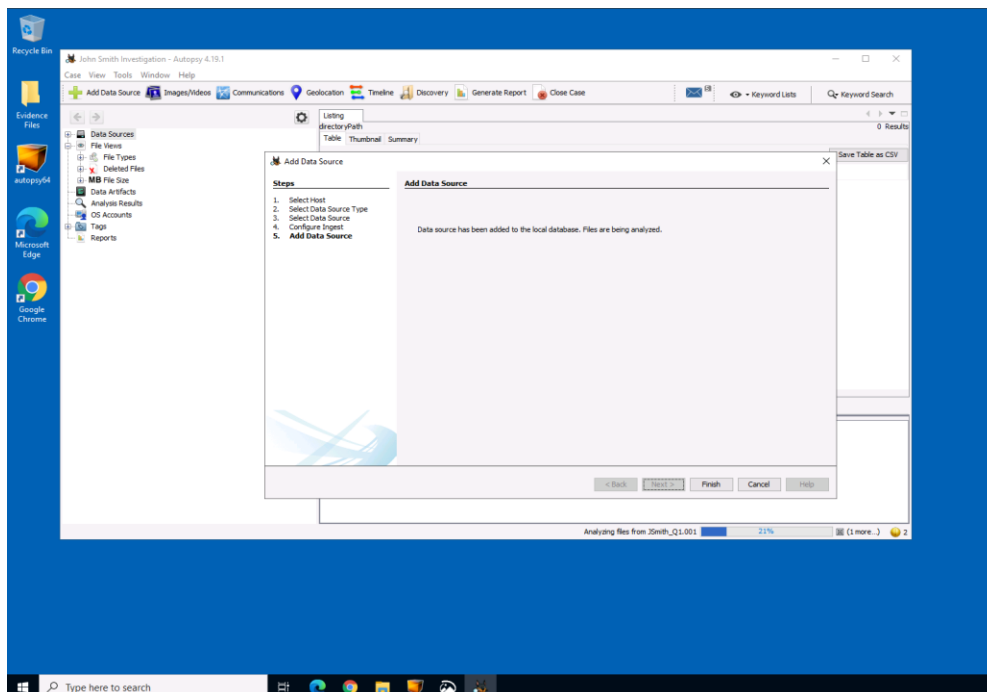 Recycle Bin
Evidence
Files
autopsy64
Microsoft
Edge
Google
Chrome
John Smith Investigation - Autopsy 4.19.1
Case View Tools Window Help
Add Data Source Images/Videos Communications Geolocation Timeline Discovery Generate Report Close Case Keyword Lists Keyword Search
Data Sources
File Views
File Types
Deleted Files
MB File Size
Data Artifacts
Analysis Results
OS Accounts
Tags
Reports
Listing
directoryPath
0 Results
Table Thumbnail Summary
Save Table as CSV
Add Data Source
Steps
1. Select Host
2. Select Data Source Type
3. Select Data Source
4. Configure Ingest
5. Add Data Source
Add Data Source
Data source has been added to the local database. Files are being analyzed.
< Back Next > Finish Cancel Help
Analyzing files from JSmith_Q1.001 21% (1 more...) 2
Type here to search